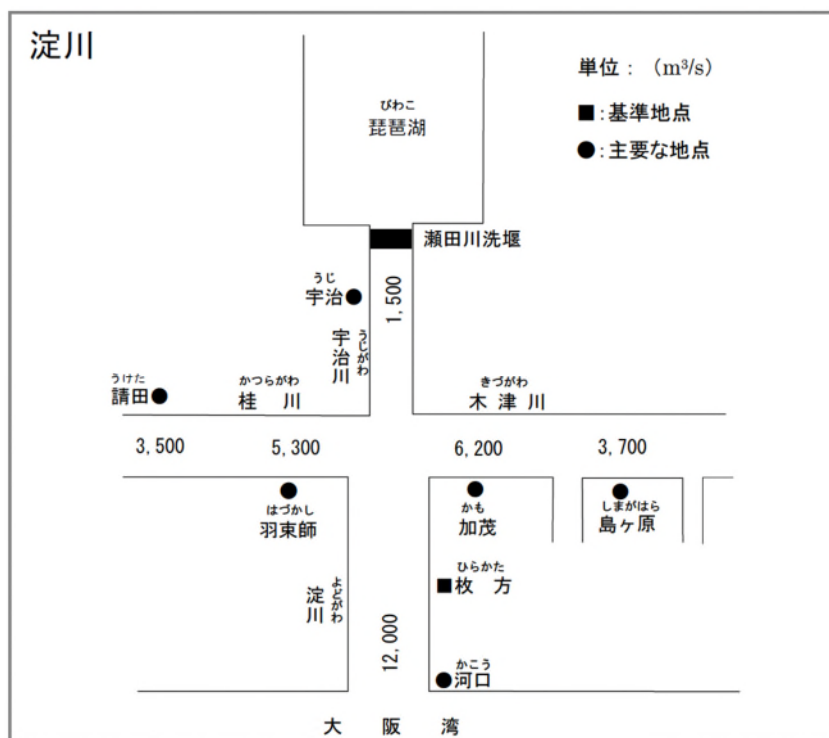 淀川
単位：（m³/s）
■：基準地点
●：主要な地点
びわこ
琵琶湖
瀬田川洗堰
うじ
宇治●
1,500
うじがわ
宇治川
うけた
請田●
かつらがわ
桂川
きづがわ
木津川
3,500
5,300
6,200
3,700
はづかし
羽束師
かも
加茂
しまがはら
島ヶ原
ひらかた
■枚方
よどがわ
淀川
12,000
かこう
●河口
大阪湾